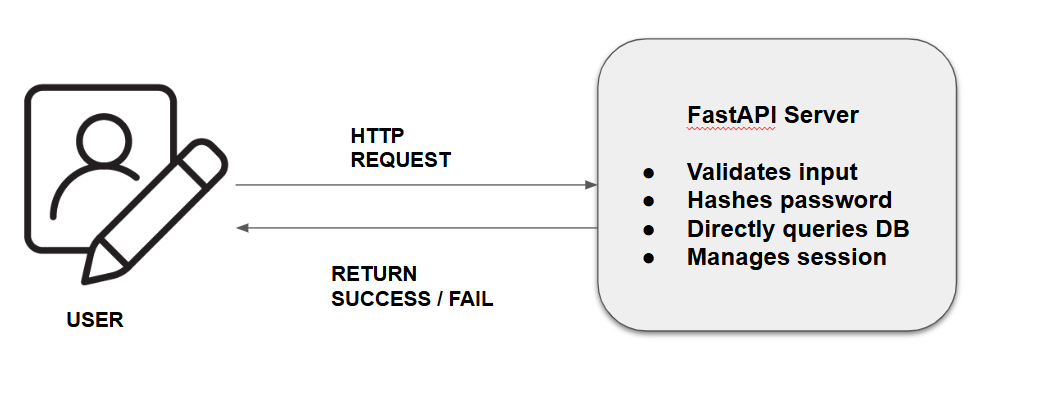 HTTP
REQUEST
RETURN
SUCCESS / FAIL
USER
FastAPI Server
● Validates input
● Hashes password
● Directly queries DB
● Manages session